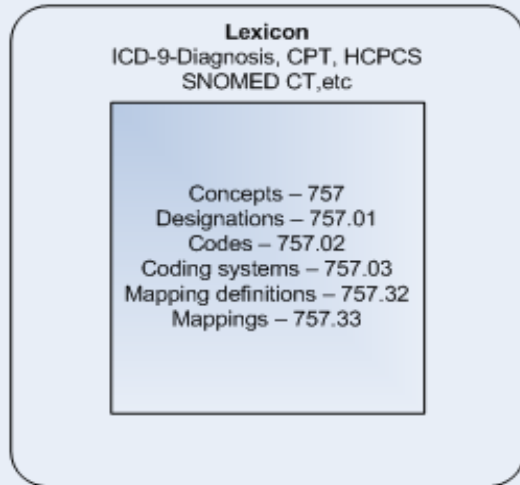 Lexicon
ICD-9-Diagnosis, CPT, HCPCS
SNOMED CT,etc
Concepts – 757
Designations – 757.01
Codes – 757.02
Coding systems – 757.03
Mapping definitions – 757.32
Mappings – 757.33